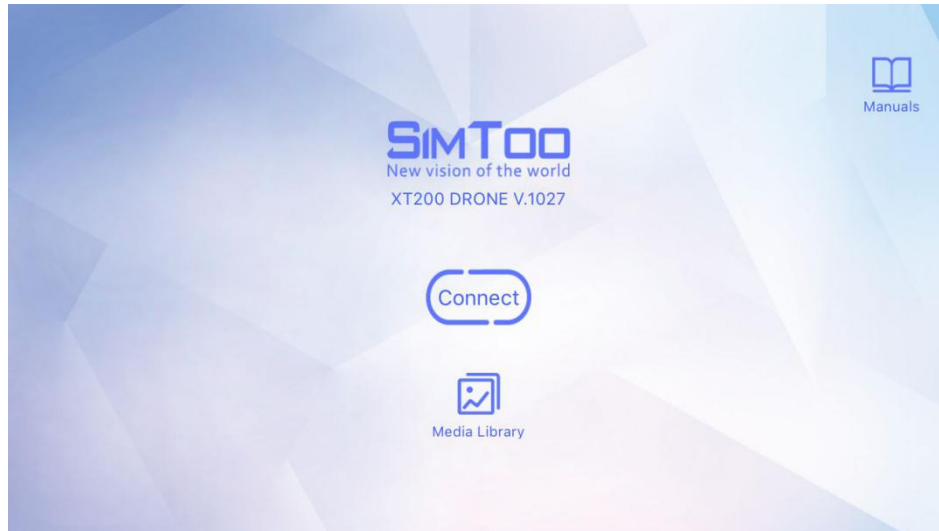 Manuals
SIMTOO
New vision of the world
XT200 DRONE V.1027
Connect
Media Library